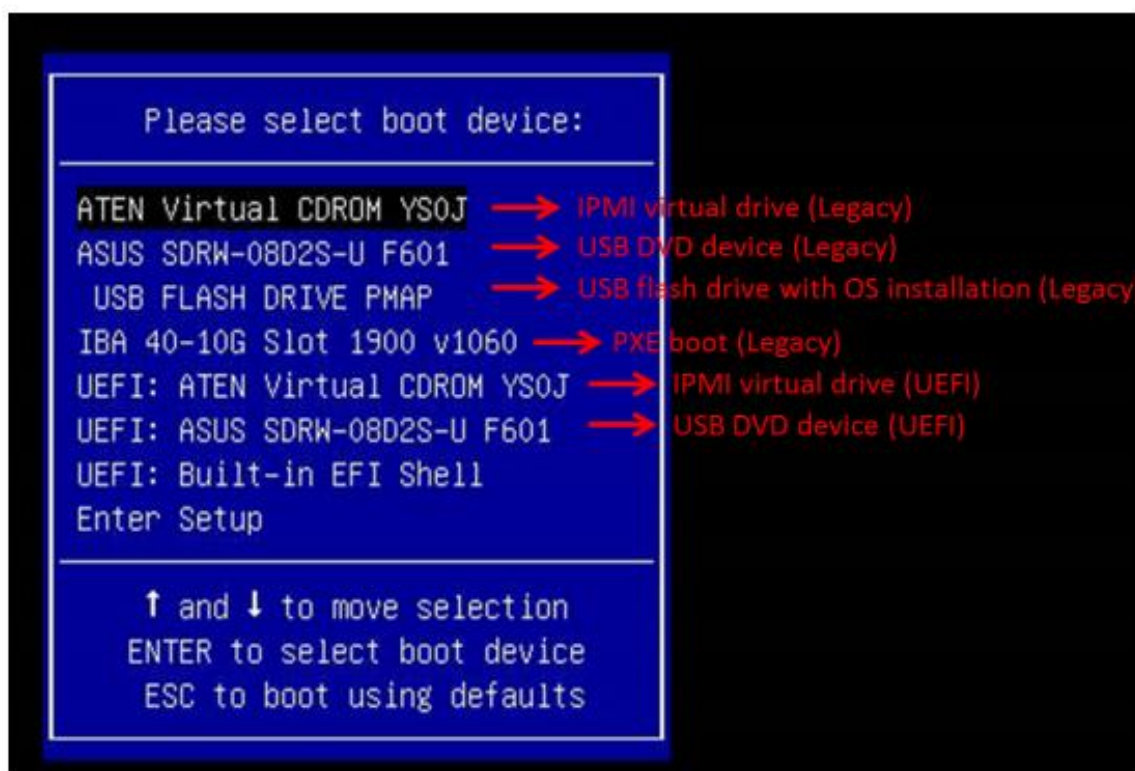 Please select boot device:
ATEN Virtual CDROM YS0J IPMI virtual drive (Legacy)
ASUS SDRW-08D2S-U F601 USB DVD device (Legacy)
USB FLASH DRIVE PMAP USB flash drive with OS installation (Legacy
IBA 40-10G Slot 1900 v1060 PXE boot (Legacy)
UEFI: ATEN Virtual CDROM YS0J IPMI virtual drive (UEFI)
UEFI: ASUS SDRW-08D2S-U F601 USB DVD device (UEFI)
UEFI: Built-in EFI Shell
Enter Setup
↑ and ↓ to move selection
ENTER to select boot device
ESC to boot using defaults